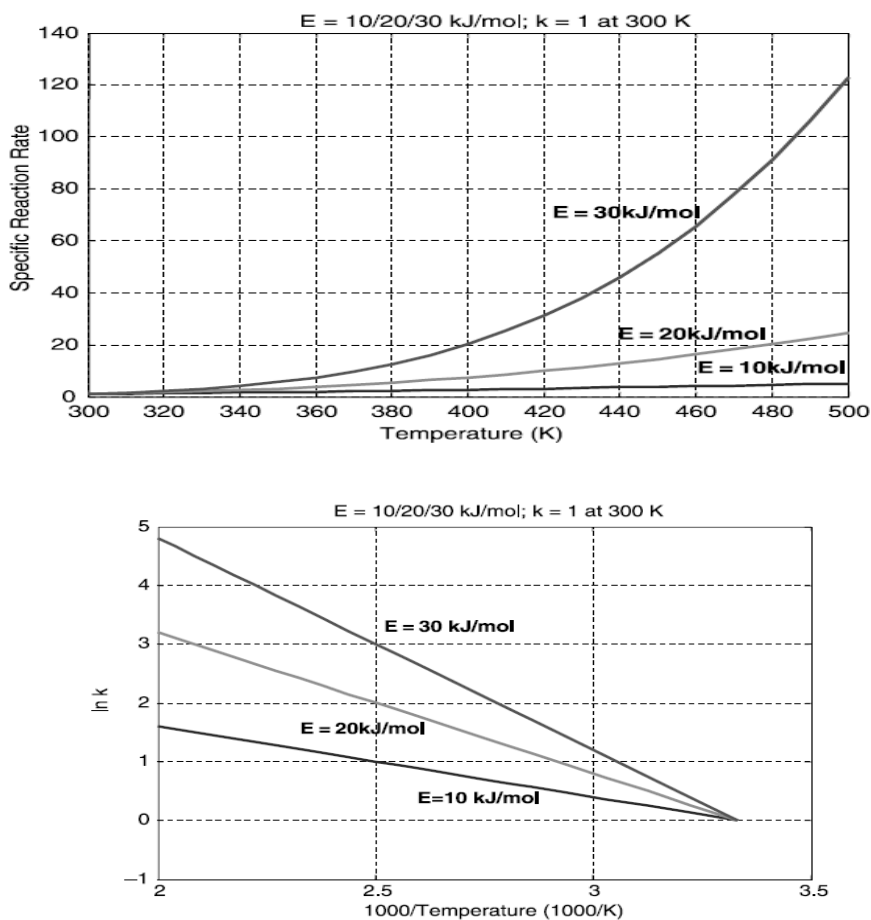 E = 10/20/30 kJ/mol; k = 1 at 300 K
140
120
100
80
60
40
20
0
Specific Reaction Rate
E = 30kJ/mol
E = 20kJ/mol
E = 10kJ/mol
300 320 340 360 380 400 420 440 460 480 500
Temperature (K)
E = 10/20/30 kJ/mol; k = 1 at 300 K
5
4
3
2
1
0
−1
ln k
E = 30 kJ/mol
E = 20kJ/mol
E=10 kJ/mol
2 2.5 3 3.5
1000/Temperature (1000/K)